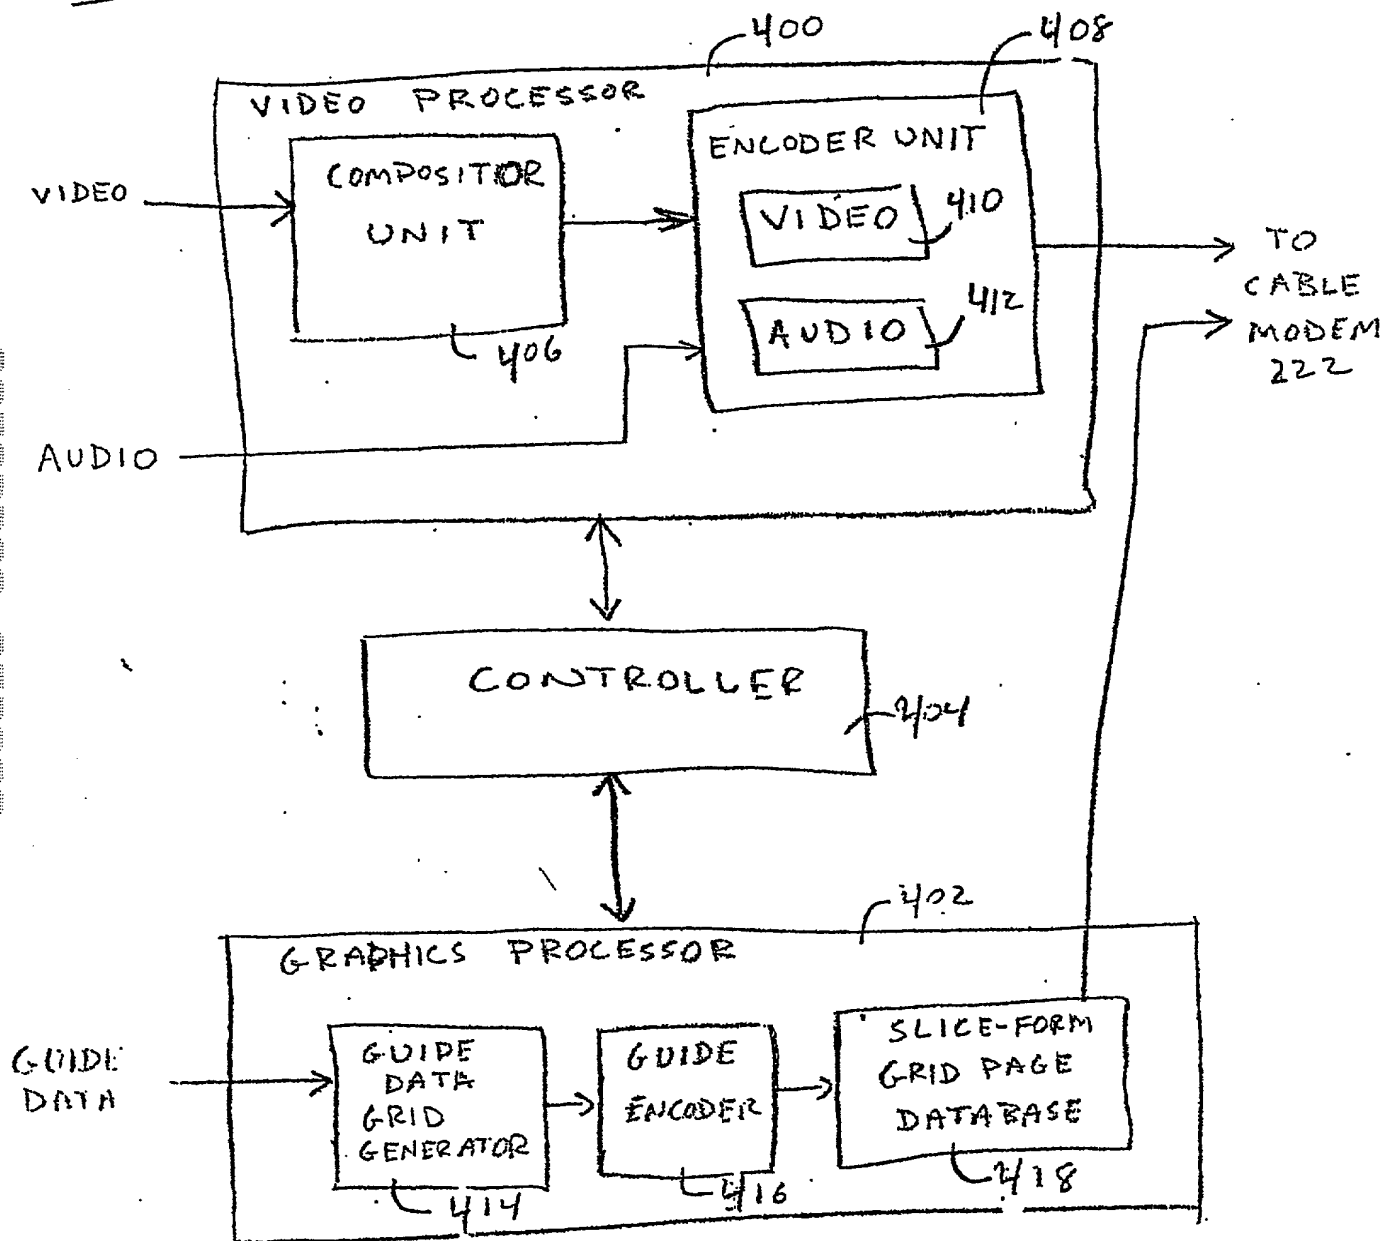 400
408
VIDEO PROCESSOR
ENCODER UNIT
COMPOSITOR
UNIT
VIDEO
VIDEO
410
AUDIO
412
406
TO
CABLE
MODEM
222
AUDIO
CONTROLLER
404
402
GRAPHICS PROCESSOR
GUIDE
DATA
GUIDE
DATA
GRID
GENERATOR
414
GUIDE
ENCODER
416
SLICE-FORM
GRID PAGE
DATABASE
418